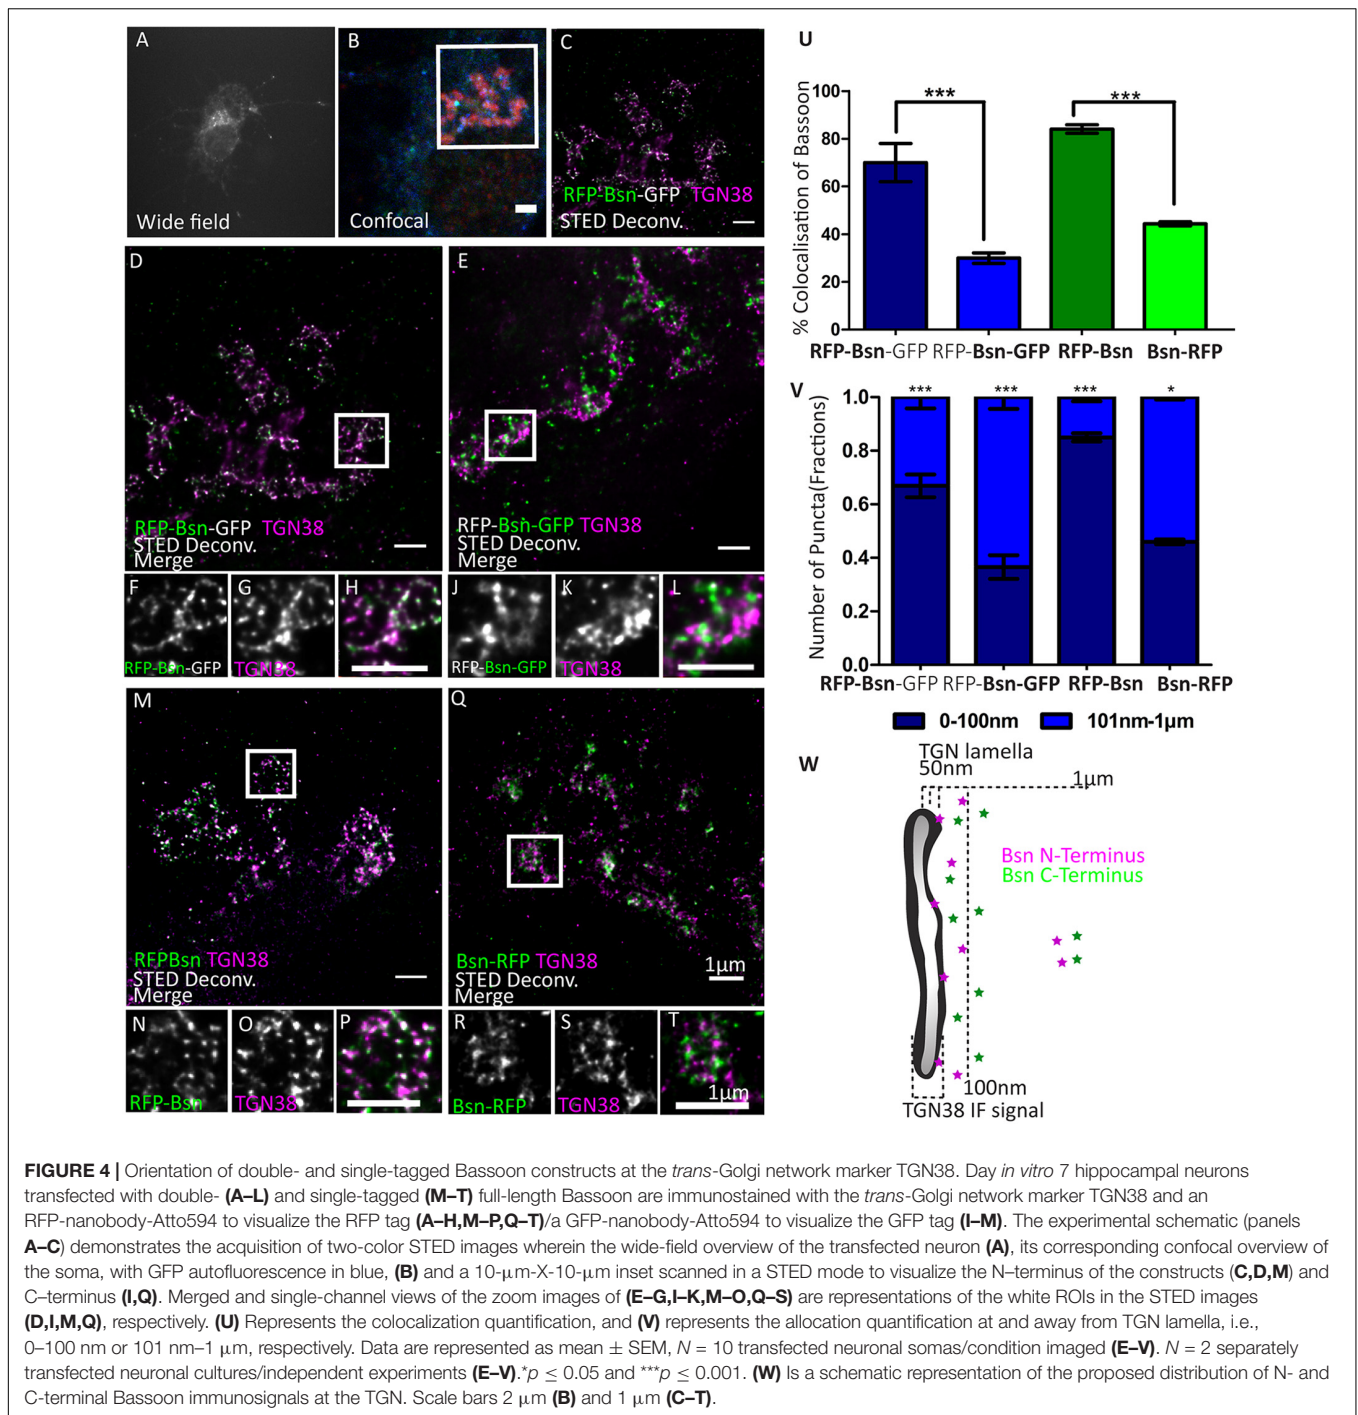 A
Wide field
B
Confocal
C
RFP-Bsn-GFP TGN38
STED Deconv.
D
RFP-Bsn-GFP TGN38
STED Deconv.
Merge
E
RFP-Bsn-GFP TGN38
STED Deconv.
Merge
F
RFP-Bsn-GFP
G
TGN38
H
J
RFP-Bsn-GFP
K
TGN38
L
M
RFPBsn TGN38
STED Deconv.
Merge
Q
Bsn-RFP TGN38
1µm
STED Deconv.
Merge
N
RFP-Bsn
O
TGN38
P
R
Bsn-RFP
S
TGN38
T
1µm
U
% Colocalisation of Bassoon
100
80
60
40
20
0
***
***
RFP-Bsn-GFP RFP-Bsn-GFP RFP-Bsn Bsn-RFP
V
Number of Puncta(Fractions)
1.0
0.8
0.6
0.4
0.2
0.0
*** *** *** *
RFP-Bsn-GFP RFP-Bsn-GFP RFP-Bsn Bsn-RFP
0-100nm 101nm-1µm
W
TGN lamella
50nm
1µm
Bsn N-Terminus
Bsn C-Terminus
100nm
TGN38 IF signal
FIGURE 4 | Orientation of double- and single-tagged Bassoon constructs at the trans-Golgi network marker TGN38. Day in vitro 7 hippocampal neurons
transfected with double- (A–L) and single-tagged (M–T) full-length Bassoon are immunostained with the trans-Golgi network marker TGN38 and an
RFP-nanobody-Atto594 to visualize the RFP tag (A–H,M–P,Q–T)/a GFP-nanobody-Atto594 to visualize the GFP tag (I–M). The experimental schematic (panels
A–C) demonstrates the acquisition of two-color STED images wherein the wide-field overview of the transfected neuron (A), its corresponding confocal overview of
the soma, with GFP autofluorescence in blue, (B) and a 10-µm-X-10-µm inset scanned in a STED mode to visualize the N–terminus of the constructs (C,D,M) and
C–terminus (I,Q). Merged and single-channel views of the zoom images of (E–G,I–K,M–O,Q–S) are representations of the white ROIs in the STED images
(D,I,M,Q), respectively. (U) Represents the colocalization quantification, and (V) represents the allocation quantification at and away from TGN lamella, i.e.,
0–100 nm or 101 nm–1 µm, respectively. Data are represented as mean ± SEM, N = 10 transfected neuronal somas/condition imaged (E–V). N = 2 separately
transfected neuronal cultures/independent experiments (E–V).*p ≤ 0.05 and ***p ≤ 0.001. (W) Is a schematic representation of the proposed distribution of N- and
C-terminal Bassoon immunosignals at the TGN. Scale bars 2 µm (B) and 1 µm (C–T).